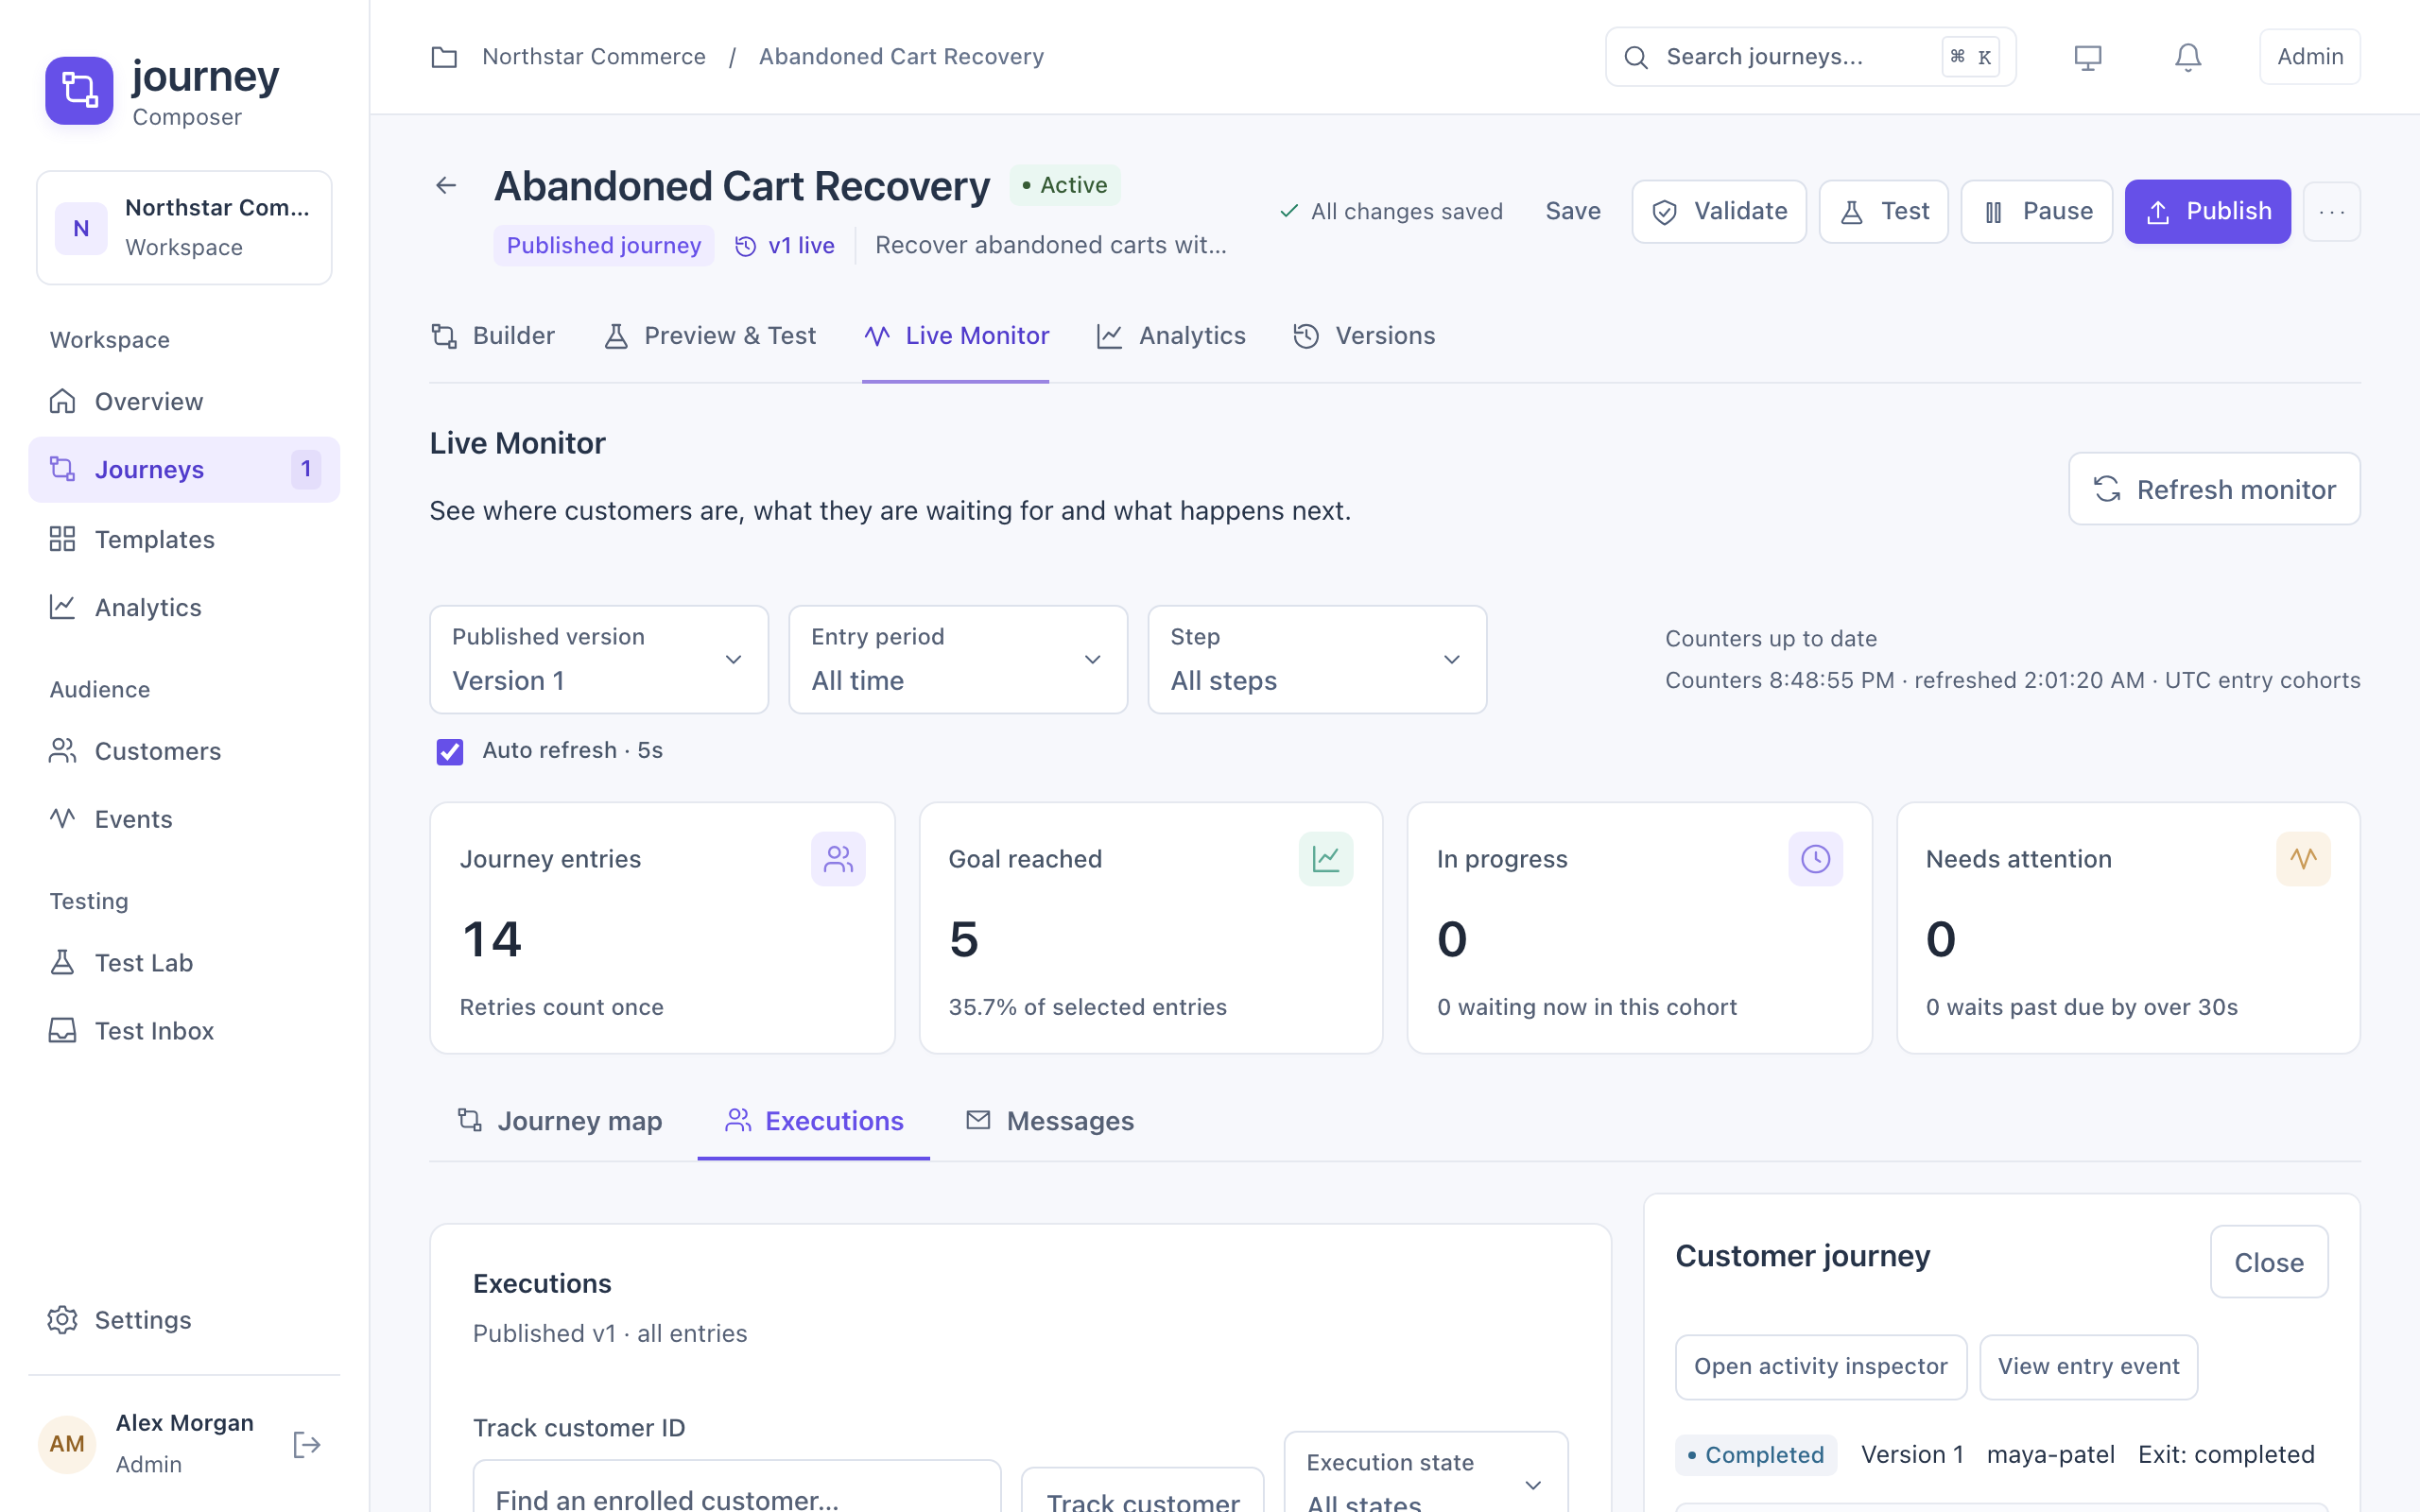 journey
Composer
N
Northstar Com...
Workspace
Workspace
Overview
Journeys 1
Templates
Analytics
Audience
Customers
Events
Testing
Test Lab
Test Inbox
Settings
AM
Alex Morgan
Admin
Northstar Commerce / Abandoned Cart Recovery
Search journeys... ⌘ K
Admin
Abandoned Cart Recovery
• Active
Published journey
v1 live
Recover abandoned carts wit...
All changes saved
Save
Validate
Test
Pause
Publish
...
Builder
Preview & Test
Live Monitor
Analytics
Versions
Live Monitor
See where customers are, what they are waiting for and what happens next.
Refresh monitor
Published version
Version 1
Entry period
All time
Step
All steps
Counters up to date
Counters 8:48:55 PM · refreshed 2:01:20 AM · UTC entry cohorts
Auto refresh · 5s
Journey entries
14
Retries count once
Goal reached
5
35.7% of selected entries
In progress
0
0 waiting now in this cohort
Needs attention
0
0 waits past due by over 30s
Journey map
Executions
Messages
Executions
Published v1 · all entries
Track customer ID
Find an enrolled customer...
Track customer
Execution state
All states
Customer journey
Close
Open activity inspector
View entry event
• Completed
Version 1
maya-patel
Exit: completed